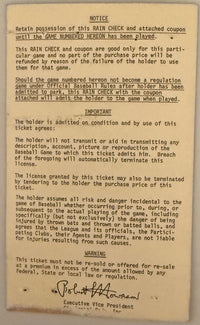 NOTICE
Retain possession of this RAIN CHECK and attached coupon
until the GAME NUMBERED HEREON has been played.
This RAIN CHECK and coupon are good only for this parti-
cular game and no part of the purchase price will be
refunded by reason of the failure of the holder to use
them for that game.
Should the game numbered hereon not become a regulation
game under Official Baseball Rules after holder has been
admitted to park, this RAIN CHECK with the coupon
attached will admit the holder to the game when played.
IMPORTANT
The holder is admitted on condition and by use of this
ticket agrees:
The holder will not transmit or aid in transmitting any
description, account, picture or reproduction of the
baseball game to which this ticket admits him. Breach
of the foregoing will automatically terminate this
license.
The license granted by this ticket may also be terminated
by tendering to the holder the purchase price of this
ticket.
The holder assumes all risk and danger incidental to the
game of baseball whether occurring prior to, during, or
subsequent to the actual playing of the game, including
specifically (but not exclusively) the danger of being
injured by thrown bats and thrown or batted balls, and
agrees that the League and its officials, the Partici-
pating Clubs, their Agents and Players, are not liable
for injuries resulting from such causes.
WARNING
This ticket must not be re-sold or offered for re-sale
at a premium in excess of the amount allowed by any
Federal, State or local law or regulation.
Executive Vice President